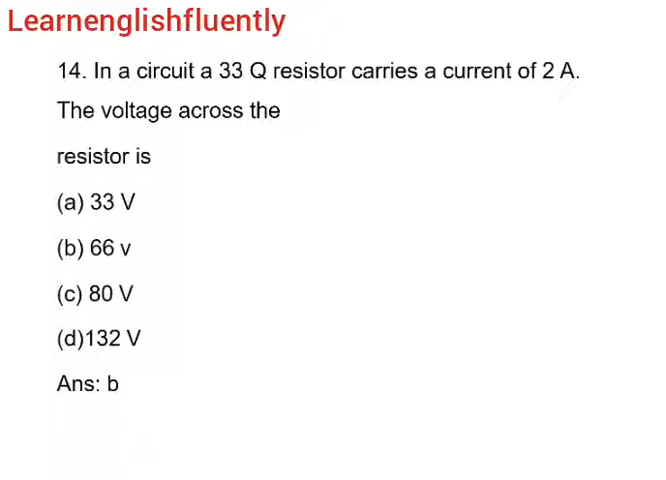 Learnenglishfluently
14. In a circuit a 33 Q resistor carries a current of 2 A.
The voltage across the
resistor is
(a) 33 V
(b) 66 v
(c) 80 V
(d)132 V
Ans: b